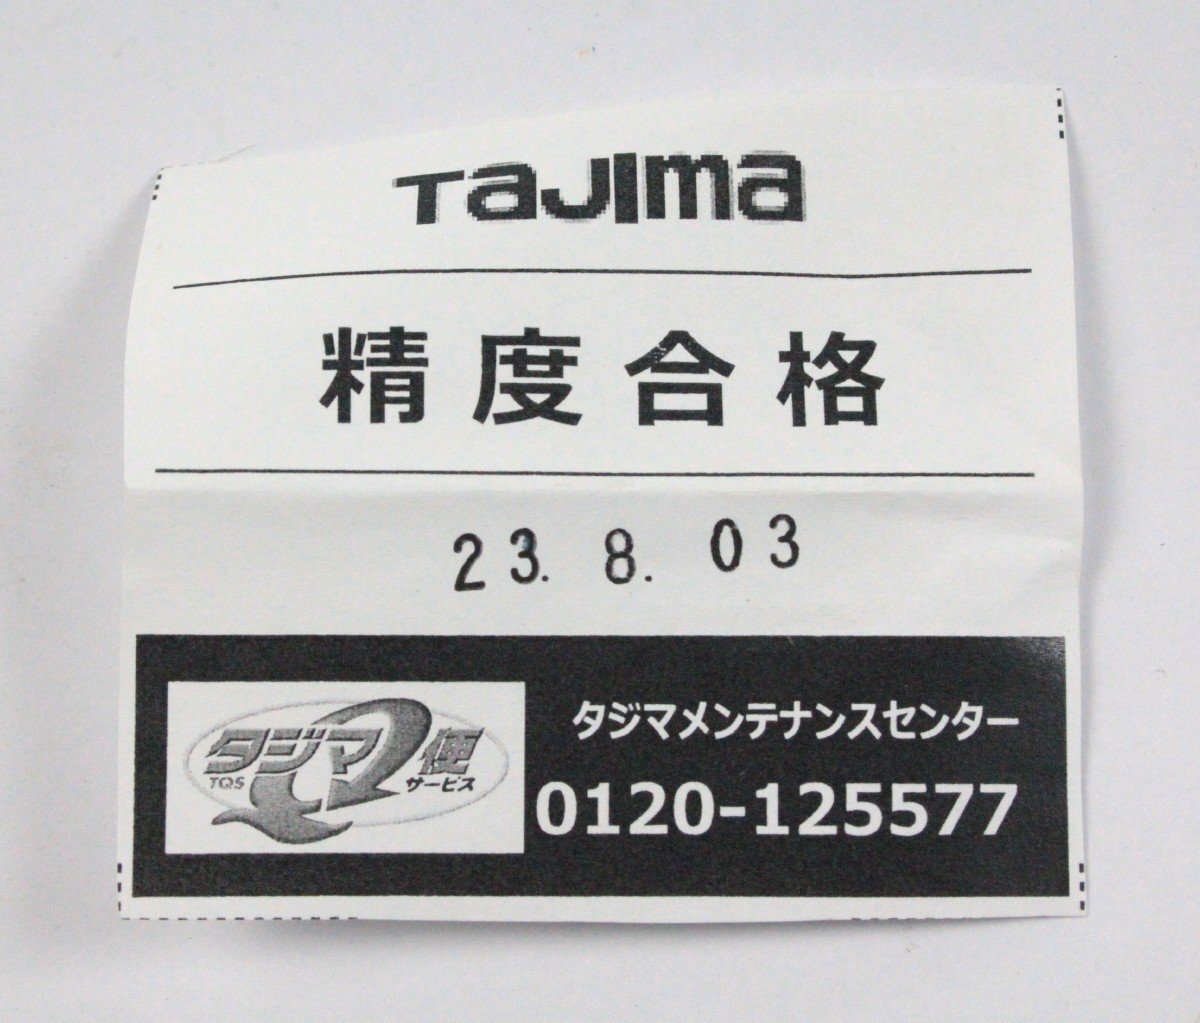 TaJIma
精度合格
23. 8. 03
タジマ Q 便
TQS サービス
タジマメンテナンスセンター
0120-125577